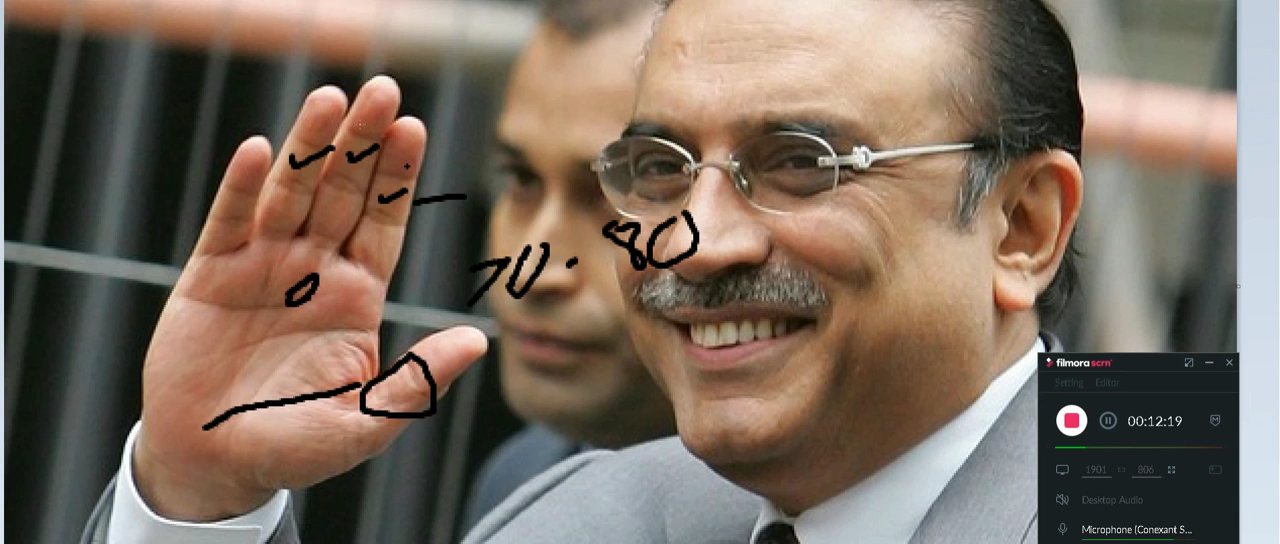 70.80
filmora scrn
Setting Editor
00:12:19
1901 806
Desktop Audio
Microphone (Conexant S...